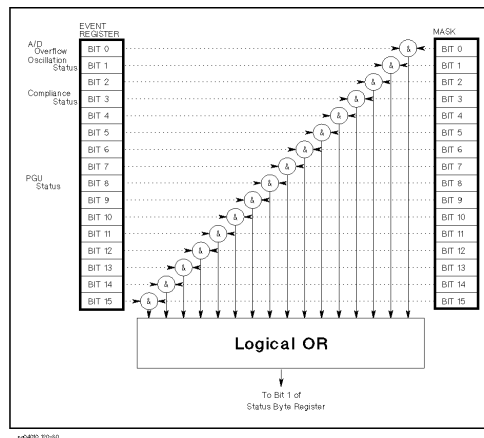 EVENT
REGISTER
MASK
A/D
Overflow
Oscillation
Status
Compliance
Status
PGU
Status
BIT 0 & BIT 0
BIT 1 & BIT 1
BIT 2 & BIT 2
BIT 3 & BIT 3
BIT 4 & BIT 4
BIT 5 & BIT 5
BIT 6 & BIT 6
BIT 7 & BIT 7
BIT 8 & BIT 8
BIT 9 & BIT 9
BIT 10 & BIT 10
BIT 11 & BIT 11
BIT 12 & BIT 12
BIT 13 & BIT 13
BIT 14 & BIT 14
BIT 15 & BIT 15
Logical OR
To Bit 1 of
Status Byte Register